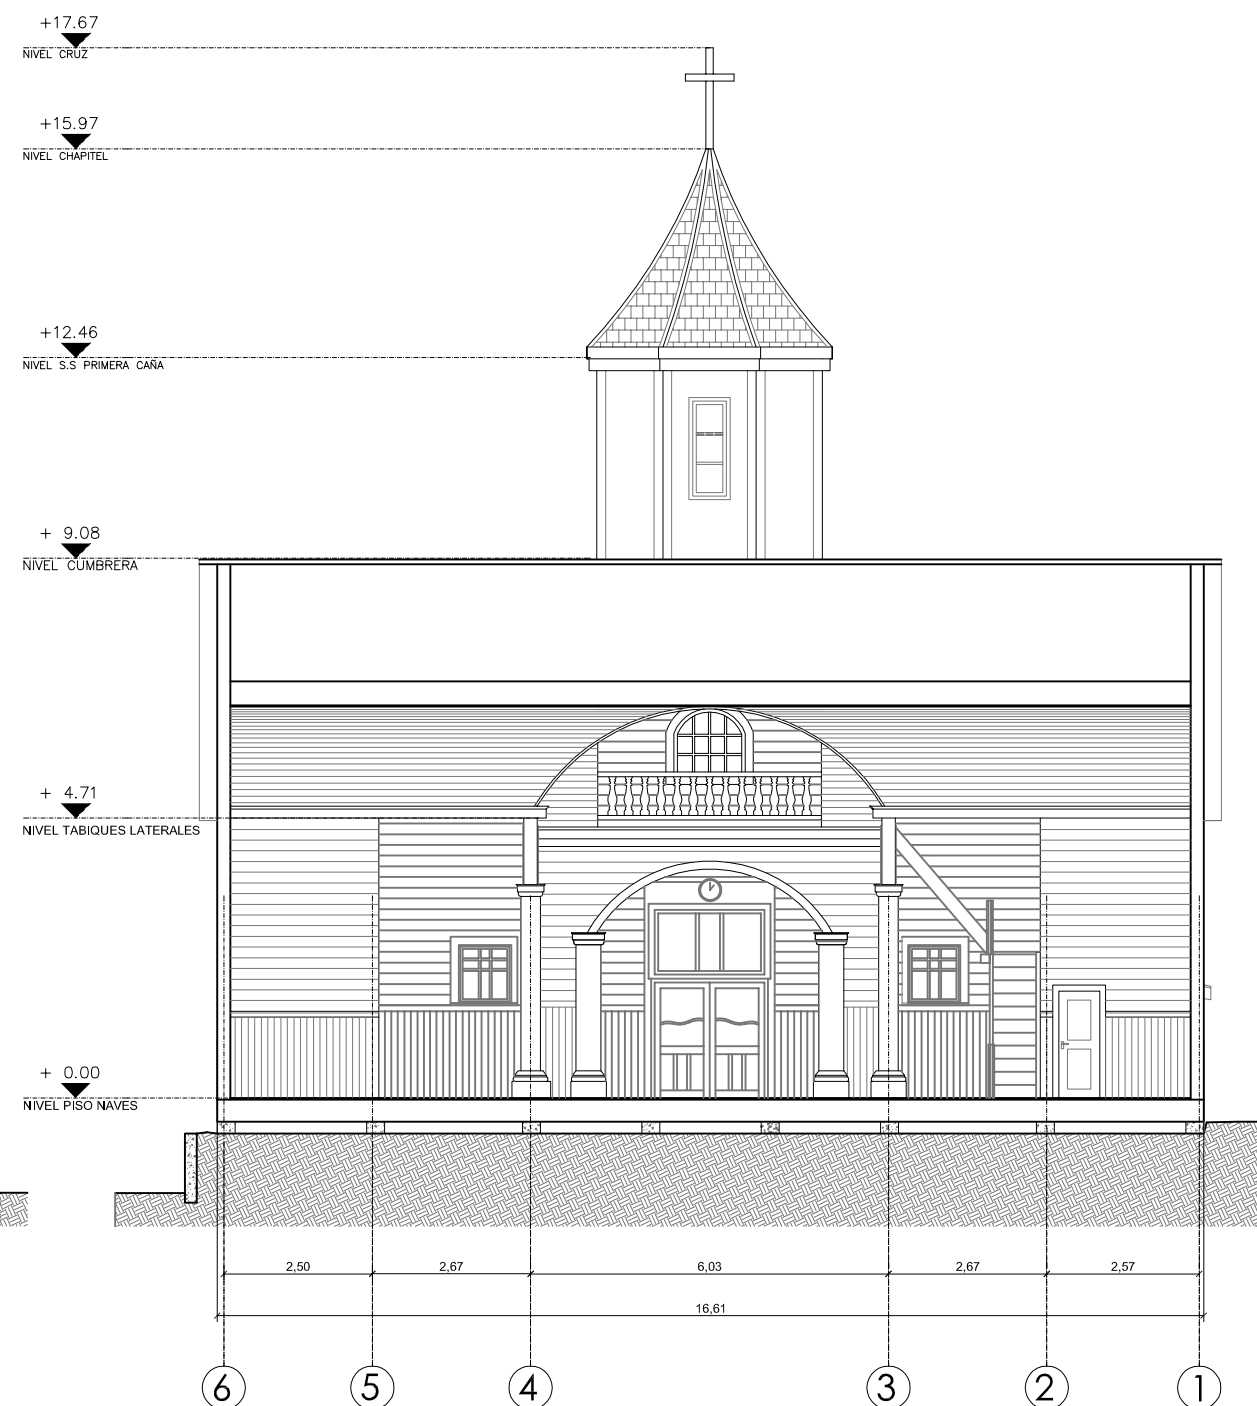 +17.67
NIVEL CRUZ
+15.97
NIVEL CHAPITEL
+12.46
NIVEL S.S PRIMERA CAÑA
+ 9.08
NIVEL CUMBRERA
+ 4.71
NIVEL TABIQUES LATERALES
+ 0.00
NIVEL PISO NAVES
2,50 2,67 6,03 2,67 2,57
16,61
6 5 4 3 2 1